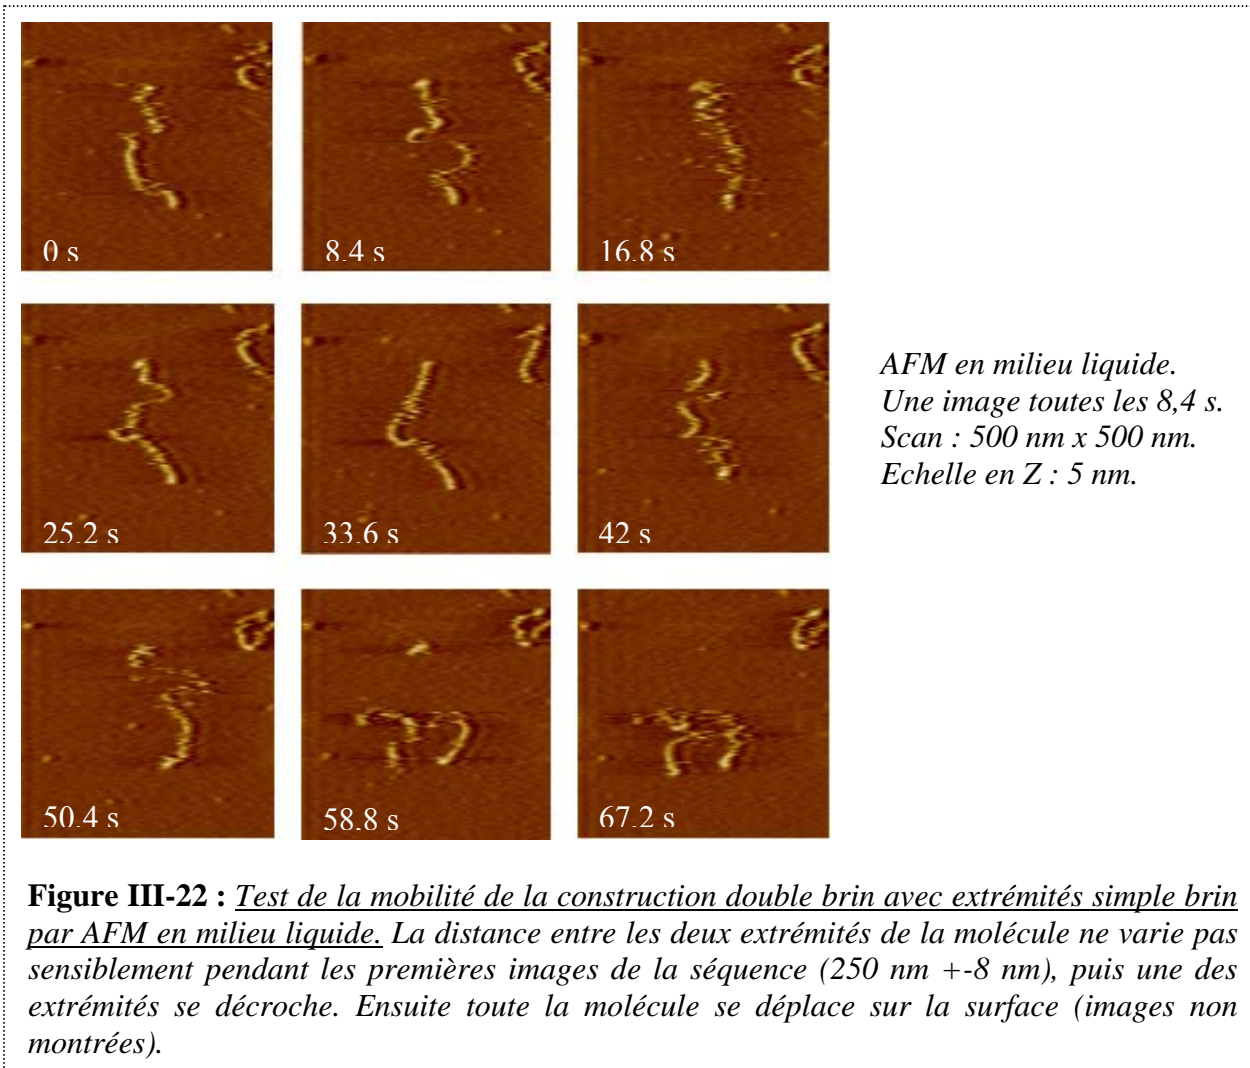 0 s
8.4 s
16.8 s
25.2 s
33.6 s
42 s
AFM en milieu liquide.
Une image toutes les 8,4 s.
Scan : 500 nm x 500 nm.
Echelle en Z : 5 nm.
50.4 s
58.8 s
67.2 s
Figure III-22 : Test de la mobilité de la construction double brin avec extrémités simple brin
par AFM en milieu liquide. La distance entre les deux extrémités de la molécule ne varie pas
sensiblement pendant les premières images de la séquence (250 nm +-8 nm), puis une des
extrémités se décroche. Ensuite toute la molécule se déplace sur la surface (images non
montrées).